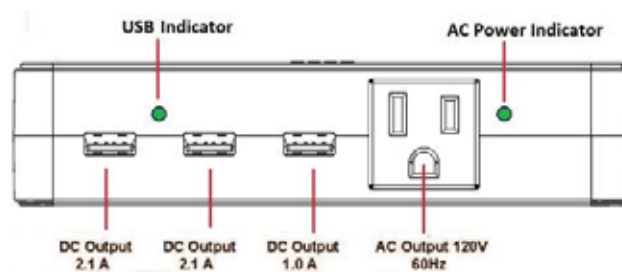 USB Indicator
AC Power Indicator
DC Output
2.1 A
DC Output
2.1 A
DC Output
1.0 A
AC Output 120V
60Hz